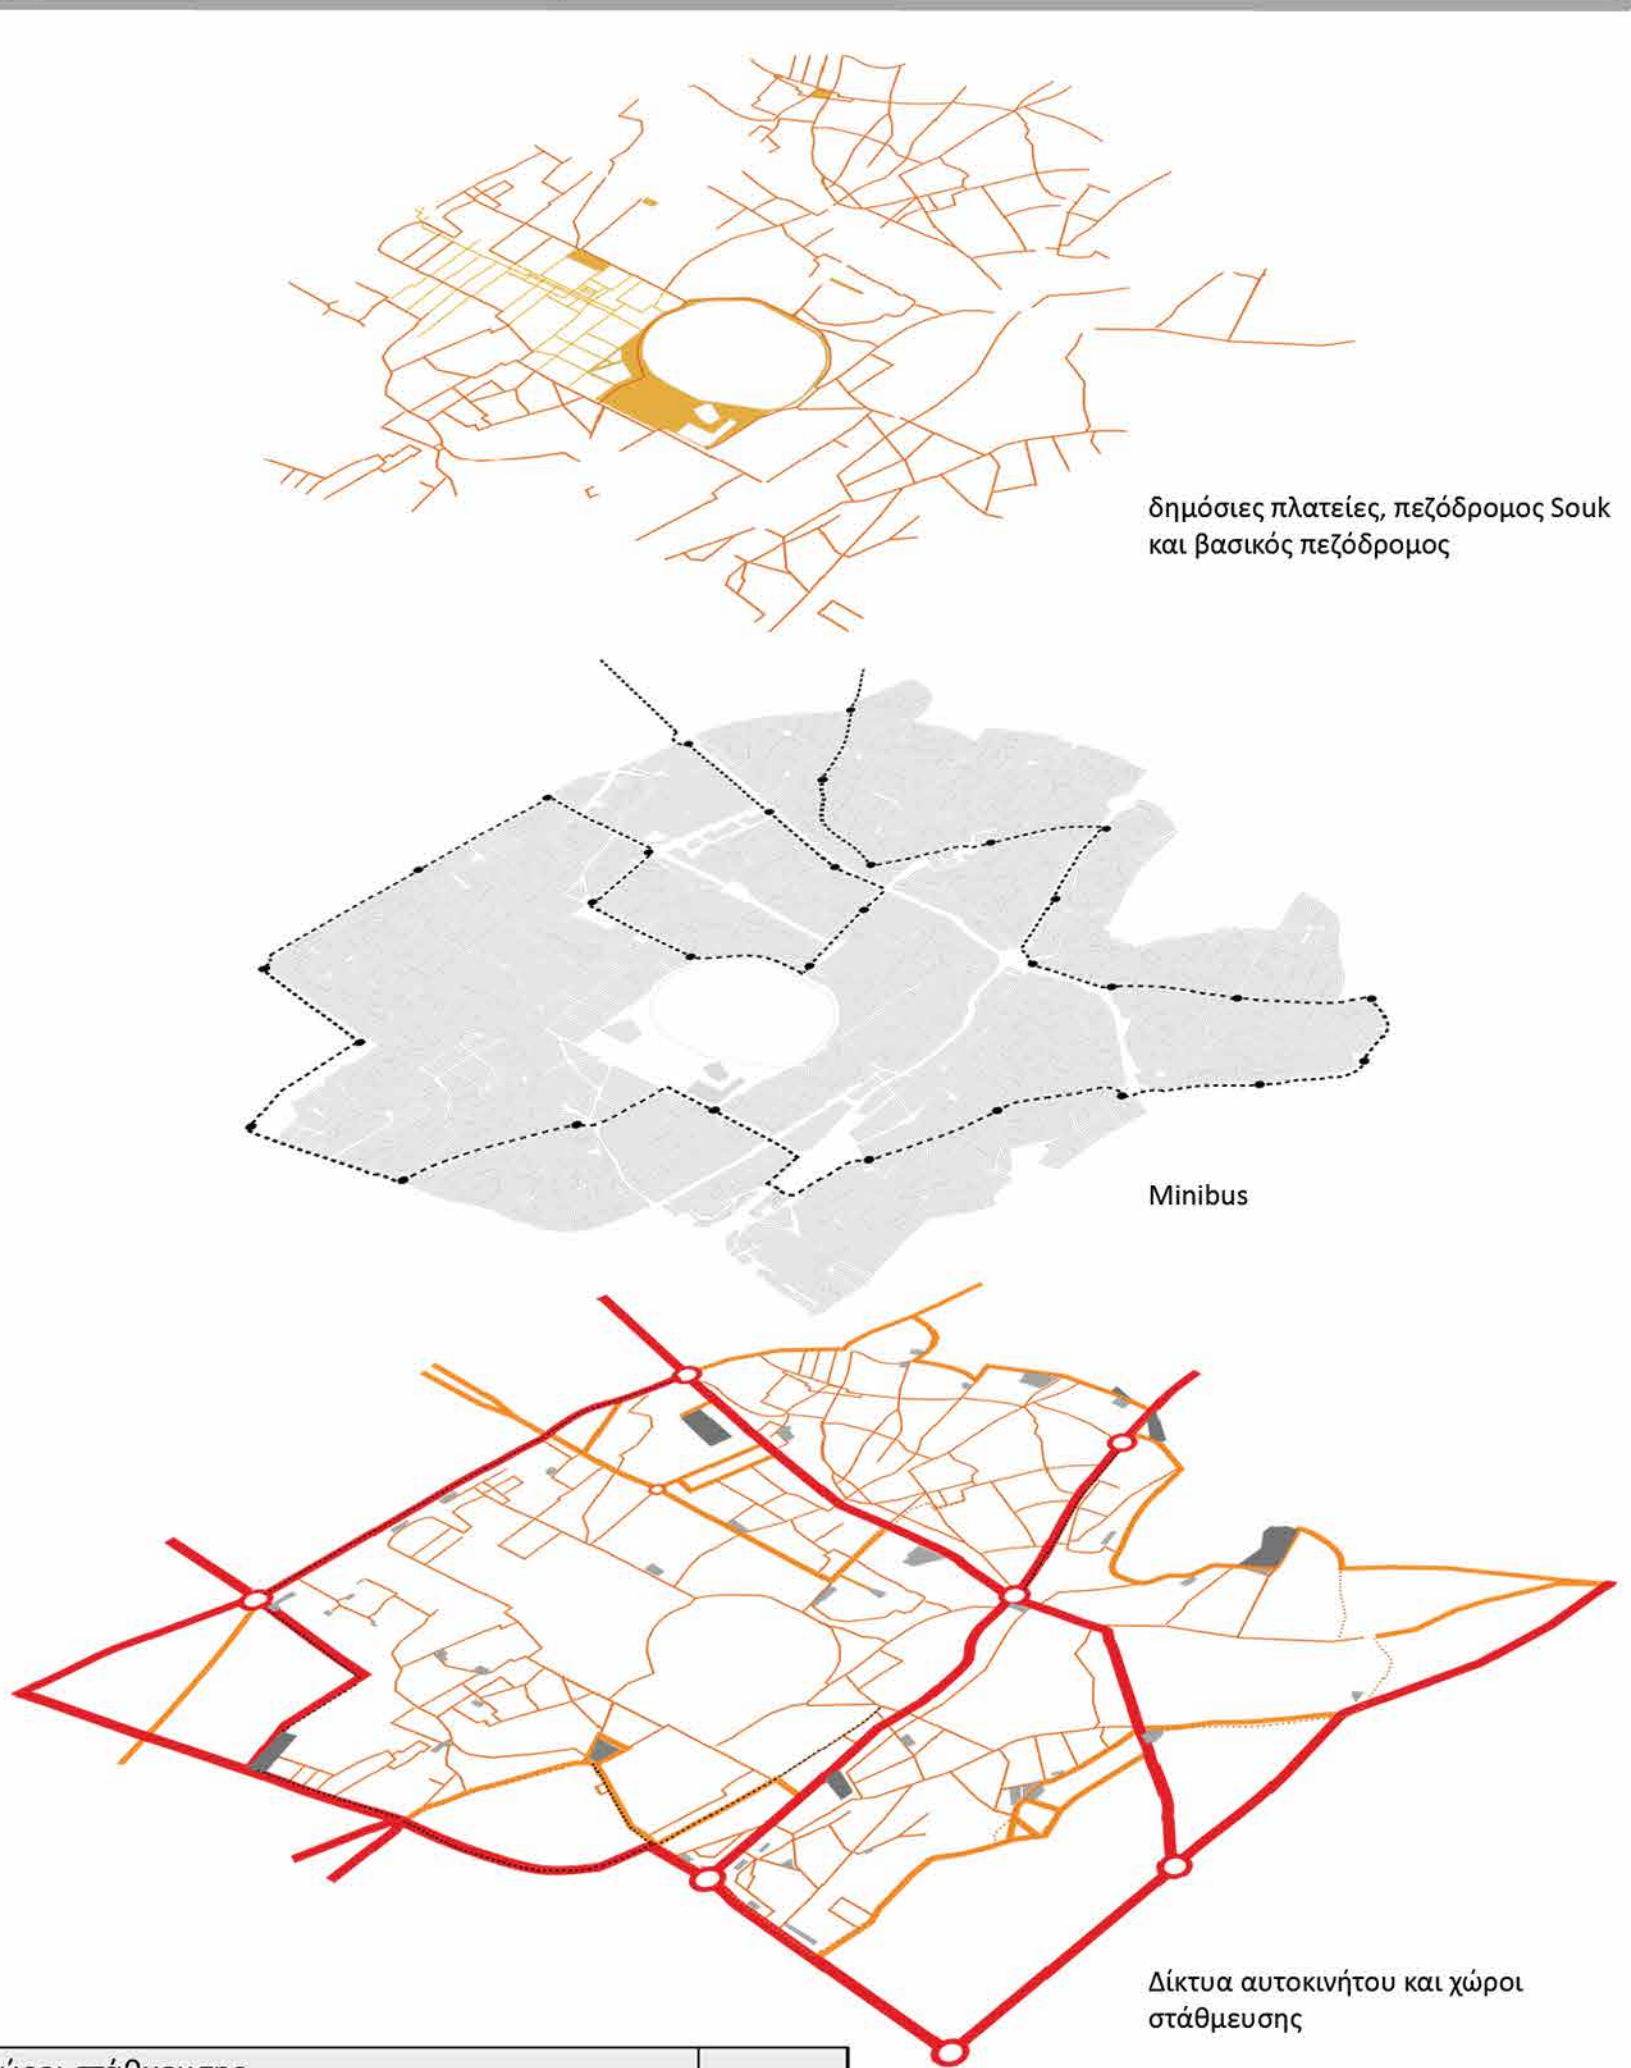 δημόσιες πλατείες, πεζόδρομος Souk
και βασικός πεζόδρομος
Minibus
Δίκτυα αυτοκινήτου και χώροι
στάθμευσης